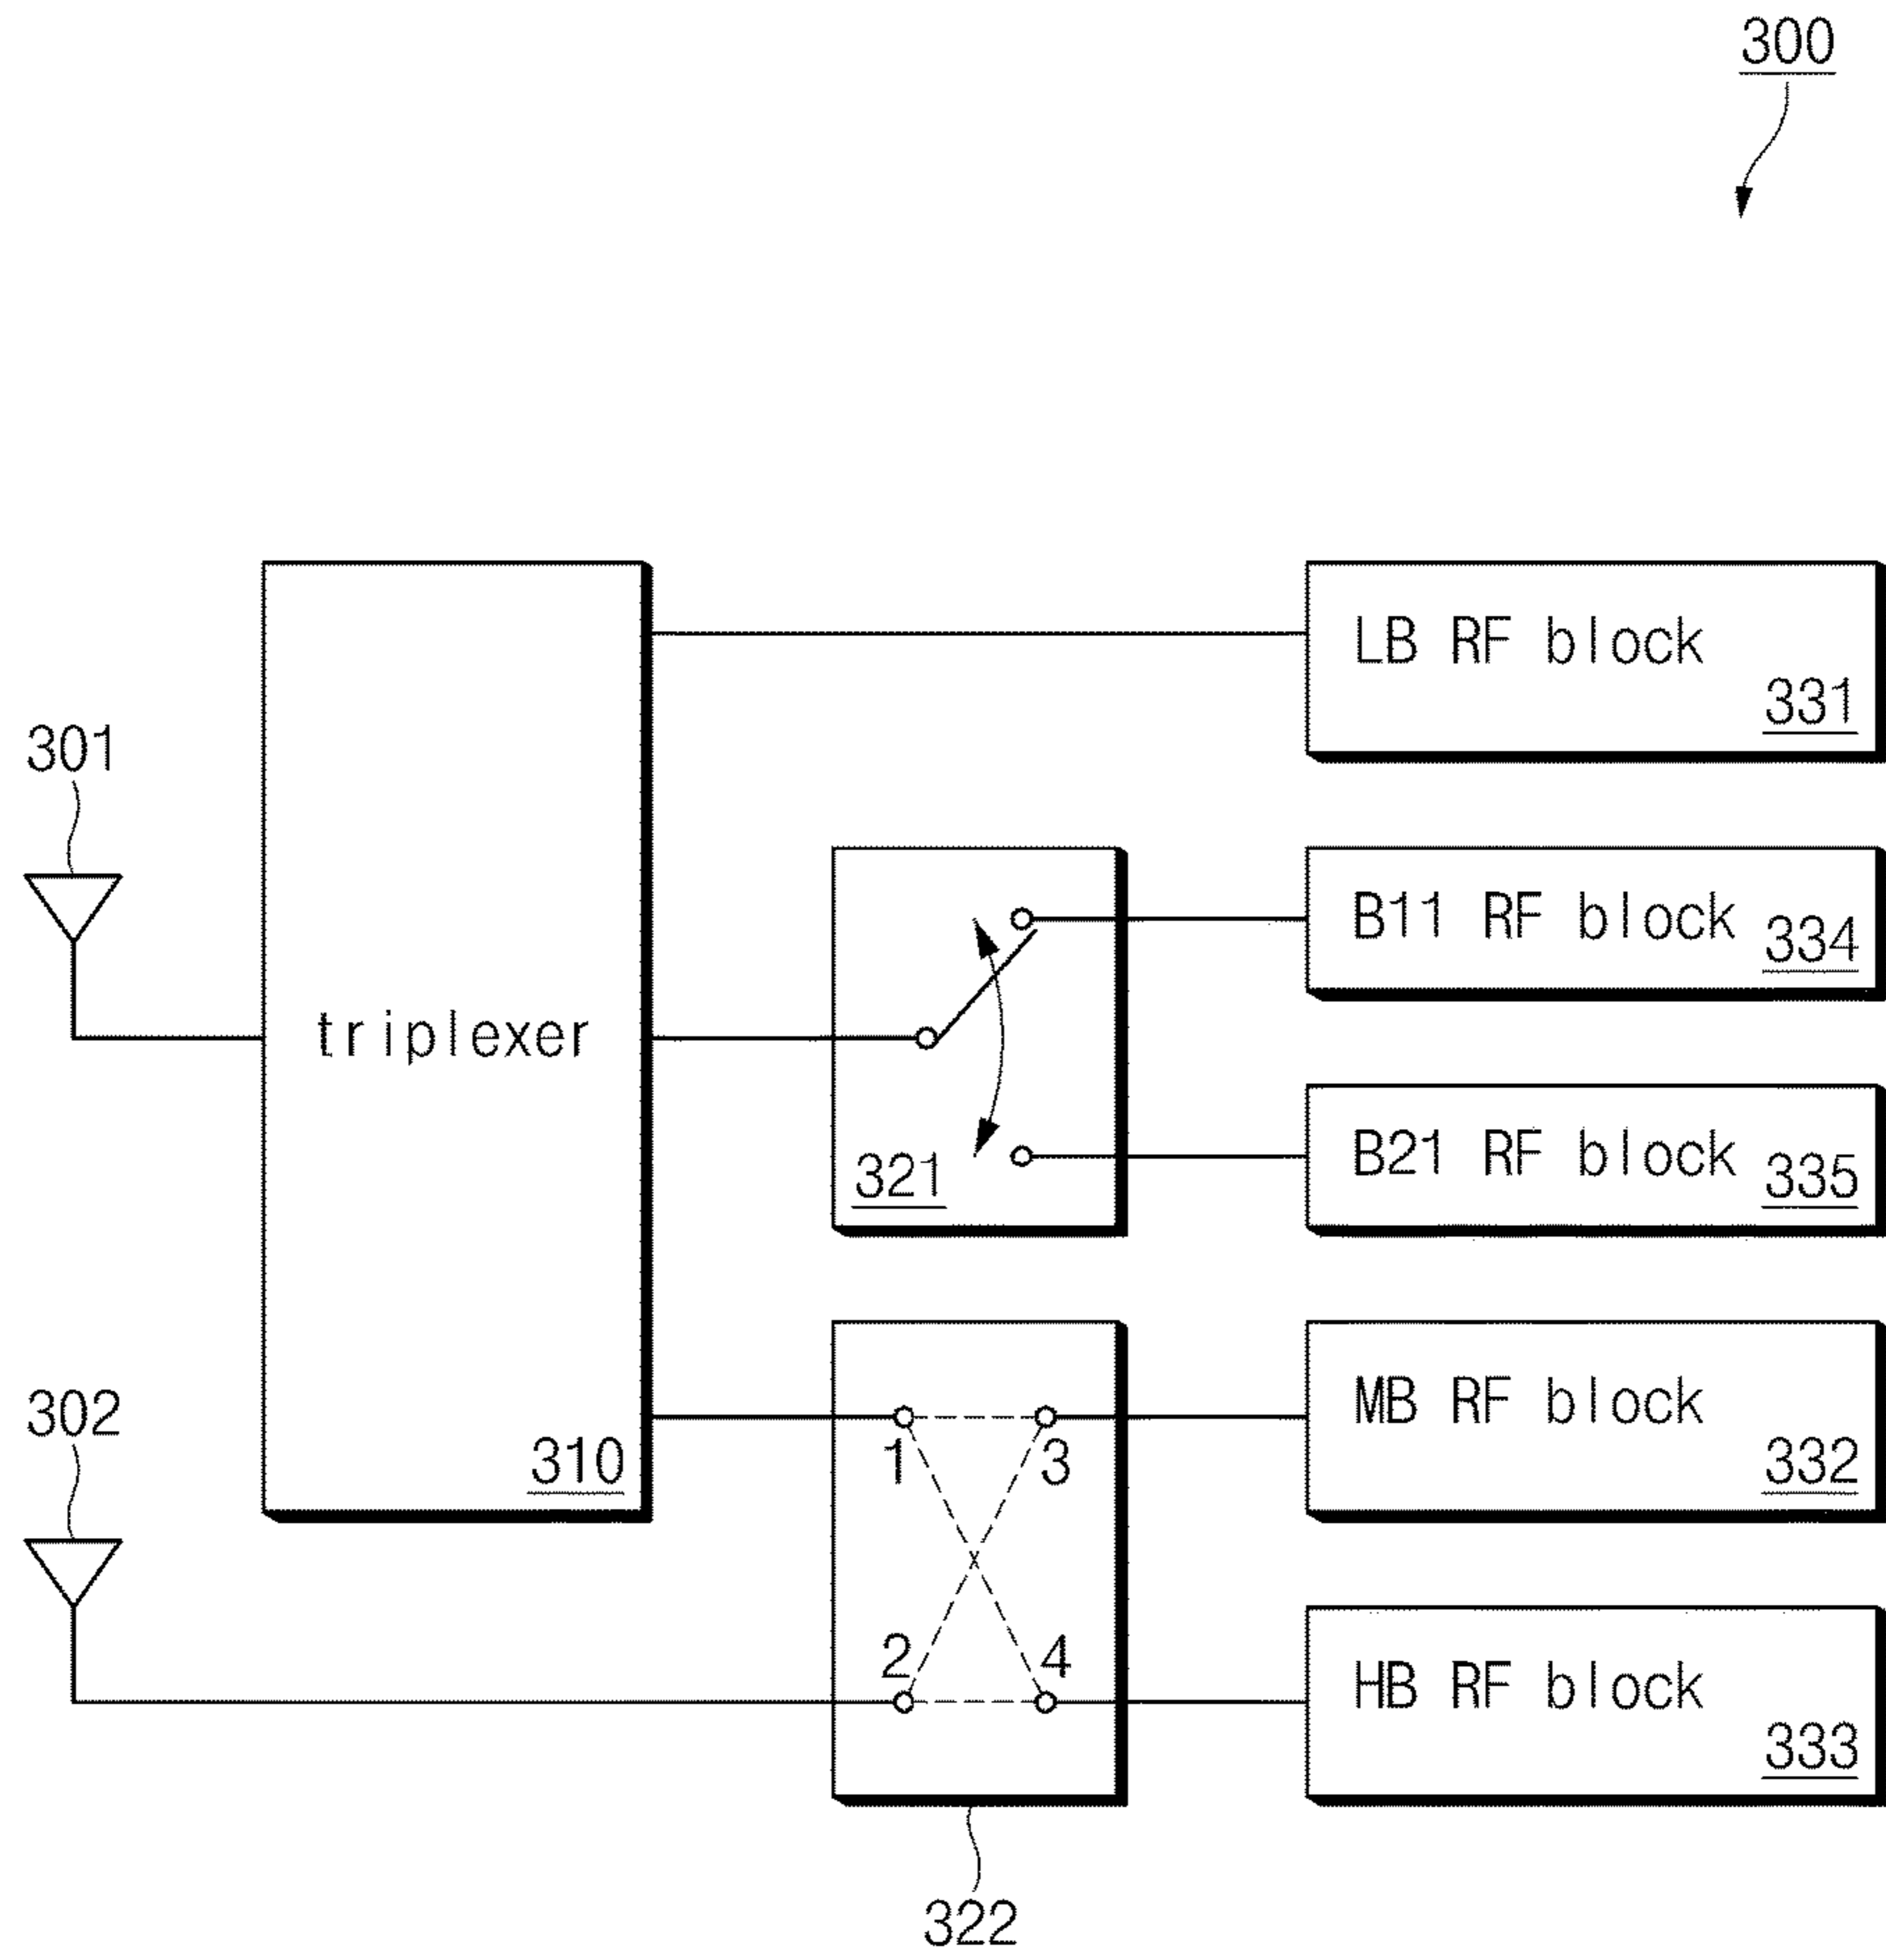 300
LB RF block
331
301
B11 RF block
334
triplexer
B21 RF block
335
321
MB RF block
332
302
310
1
3
2
4
HB RF block
333
322